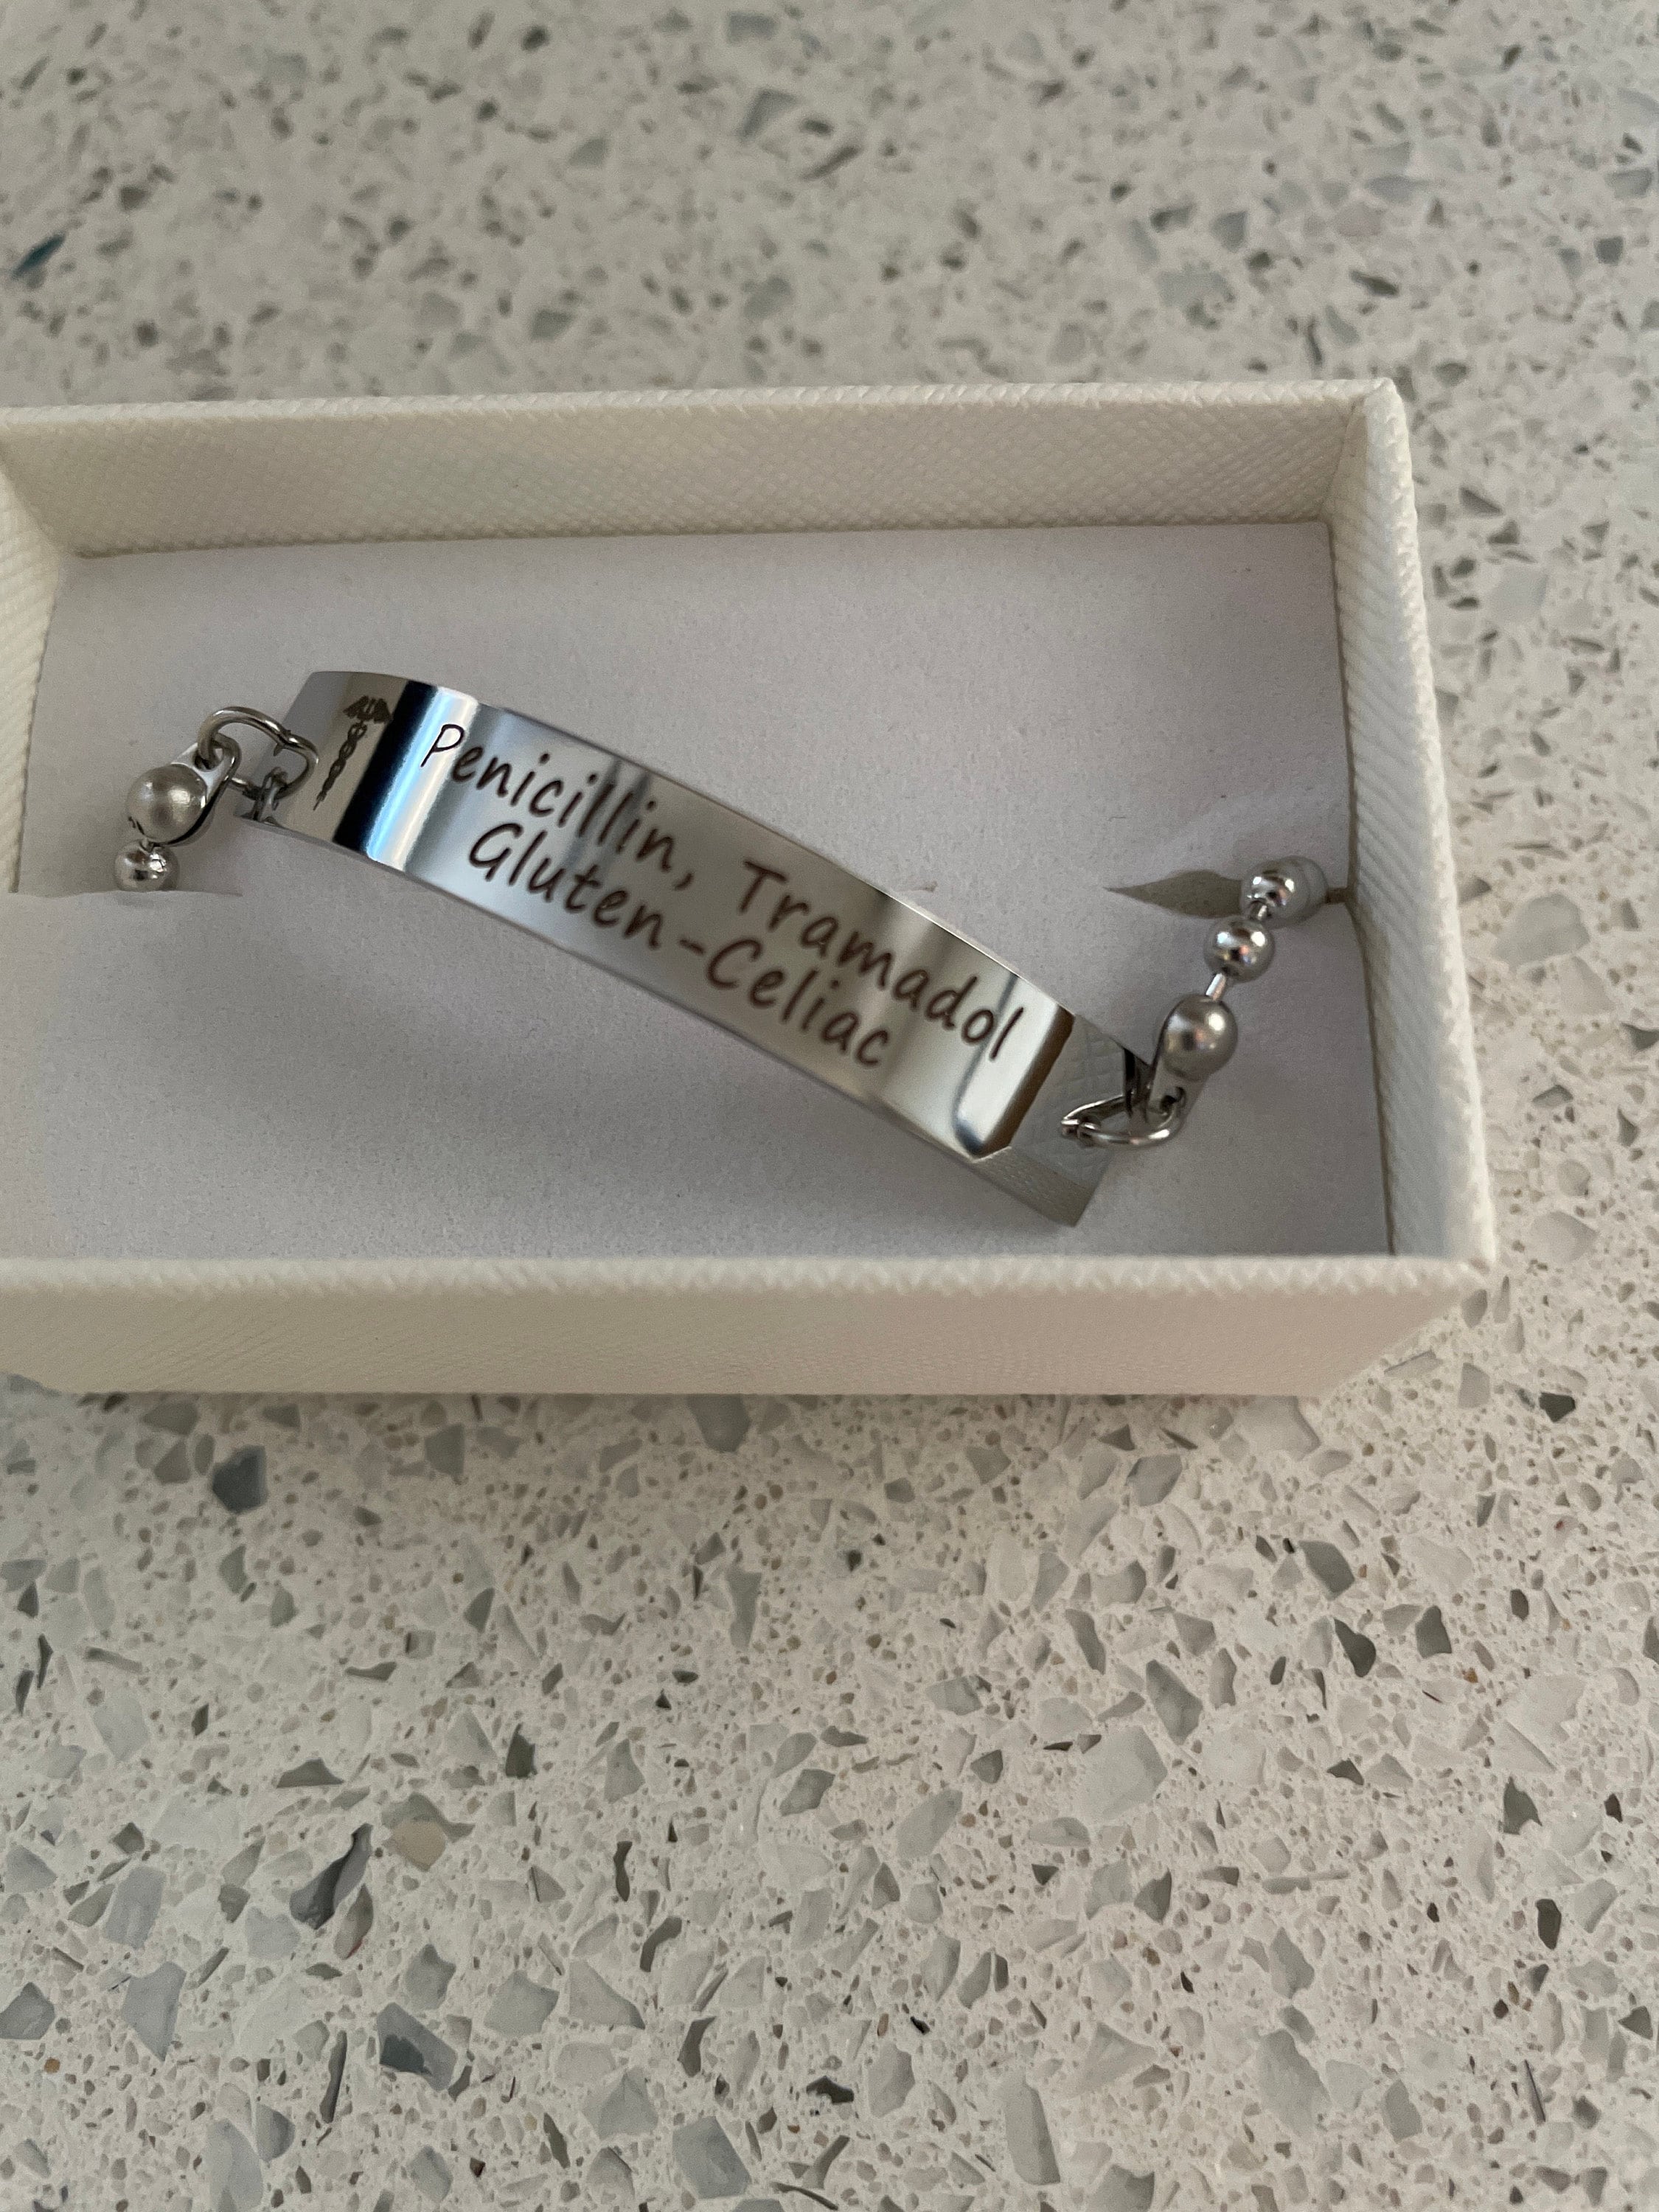 Penicillin, Tramadol
Gluten-Celiac